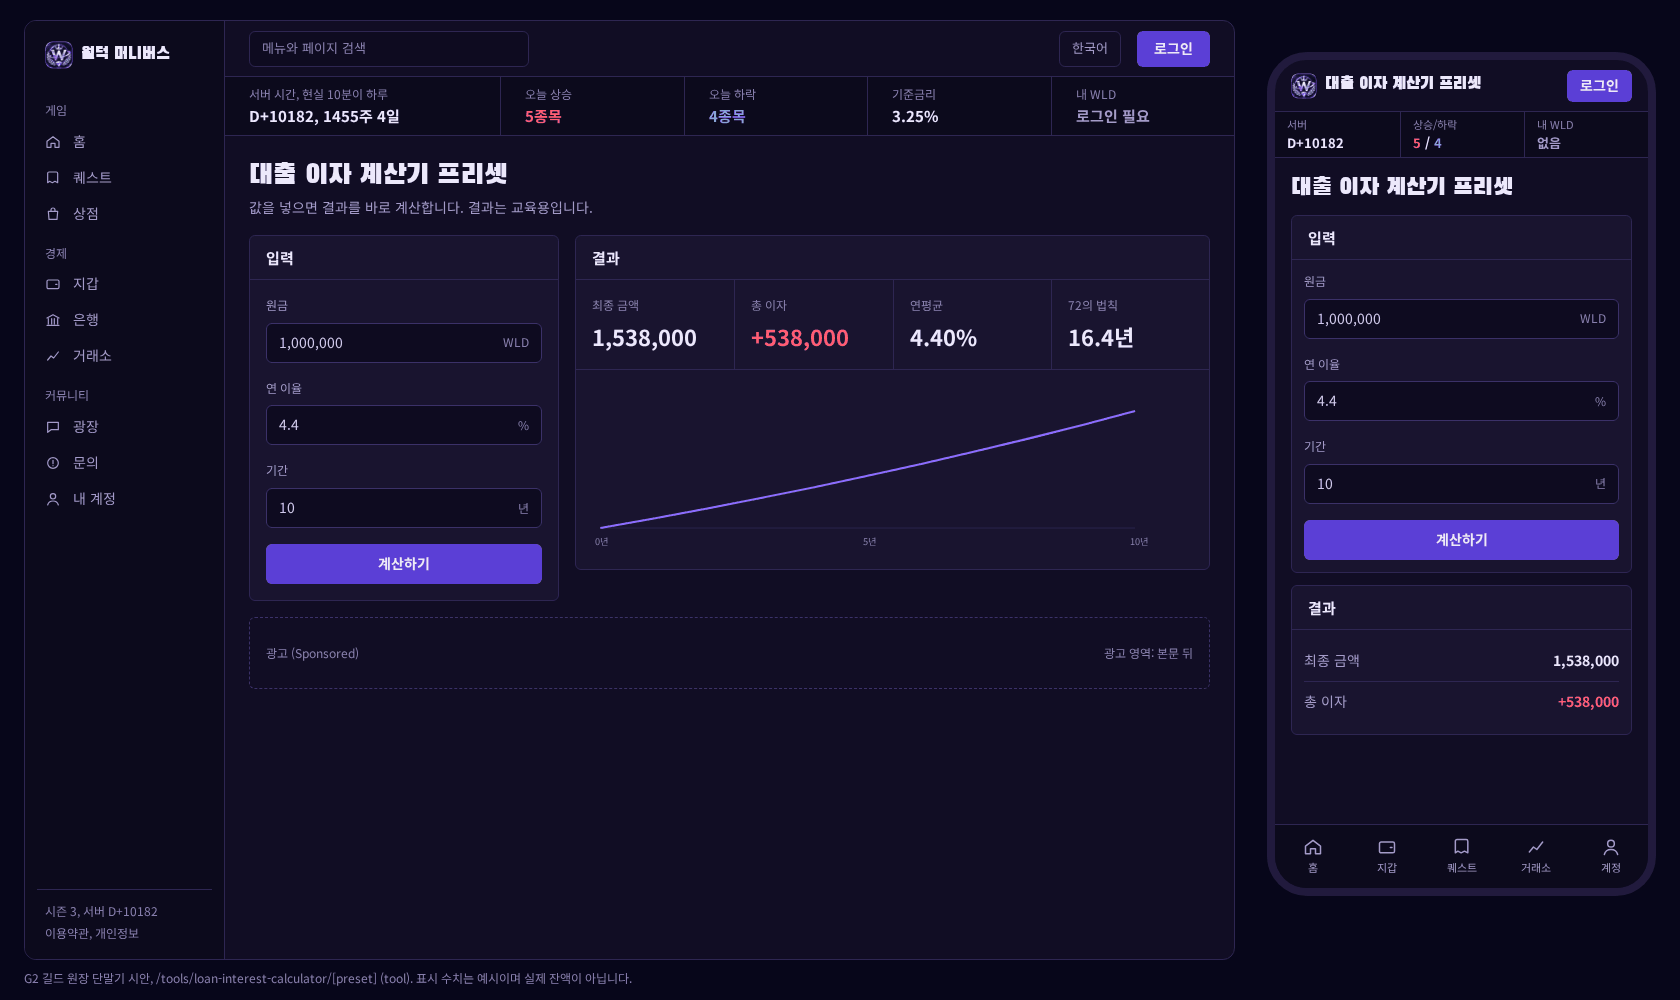 월덕 머니버스
게임
홈
퀘스트
상점
경제
지갑
은행
거래소
커뮤니티
광장
문의
내 계정
시즌 3, 서버 D+10182
이용약관, 개인정보
메뉴와 페이지 검색
한국어
로그인
서버 시간, 현실 10분이 하루
D+10182, 1455주 4일
오늘 상승
5종목
오늘 하락
4종목
기준금리
3.25%
내 WLD
로그인 필요
대출 이자 계산기 프리셋
값을 넣으면 결과를 바로 계산합니다. 결과는 교육용입니다.
입력
원금
1,000,000 WLD
연 이율
4.4 %
기간
10 년
계산하기
결과
최종 금액
1,538,000
총 이자
+538,000
연평균
4.40%
72의 법칙
16.4년
0년 5년 10년
광고 (Sponsored) 광고 영역: 본문 뒤
W 대출 이자 계산기 프리셋
로그인
서버
D+10182
상승/하락
5 / 4
내 WLD
없음
대출 이자 계산기 프리셋
입력
원금
1,000,000 WLD
연 이율
4.4 %
기간
10 년
계산하기
결과
최종 금액 1,538,000
총 이자 +538,000
홈 지갑 퀘스트 거래소 계정
G2 길드 원장 단말기 시안, /tools/loan-interest-calculator/[preset] (tool). 표시 수치는 예시이며 실제 잔액이 아닙니다.